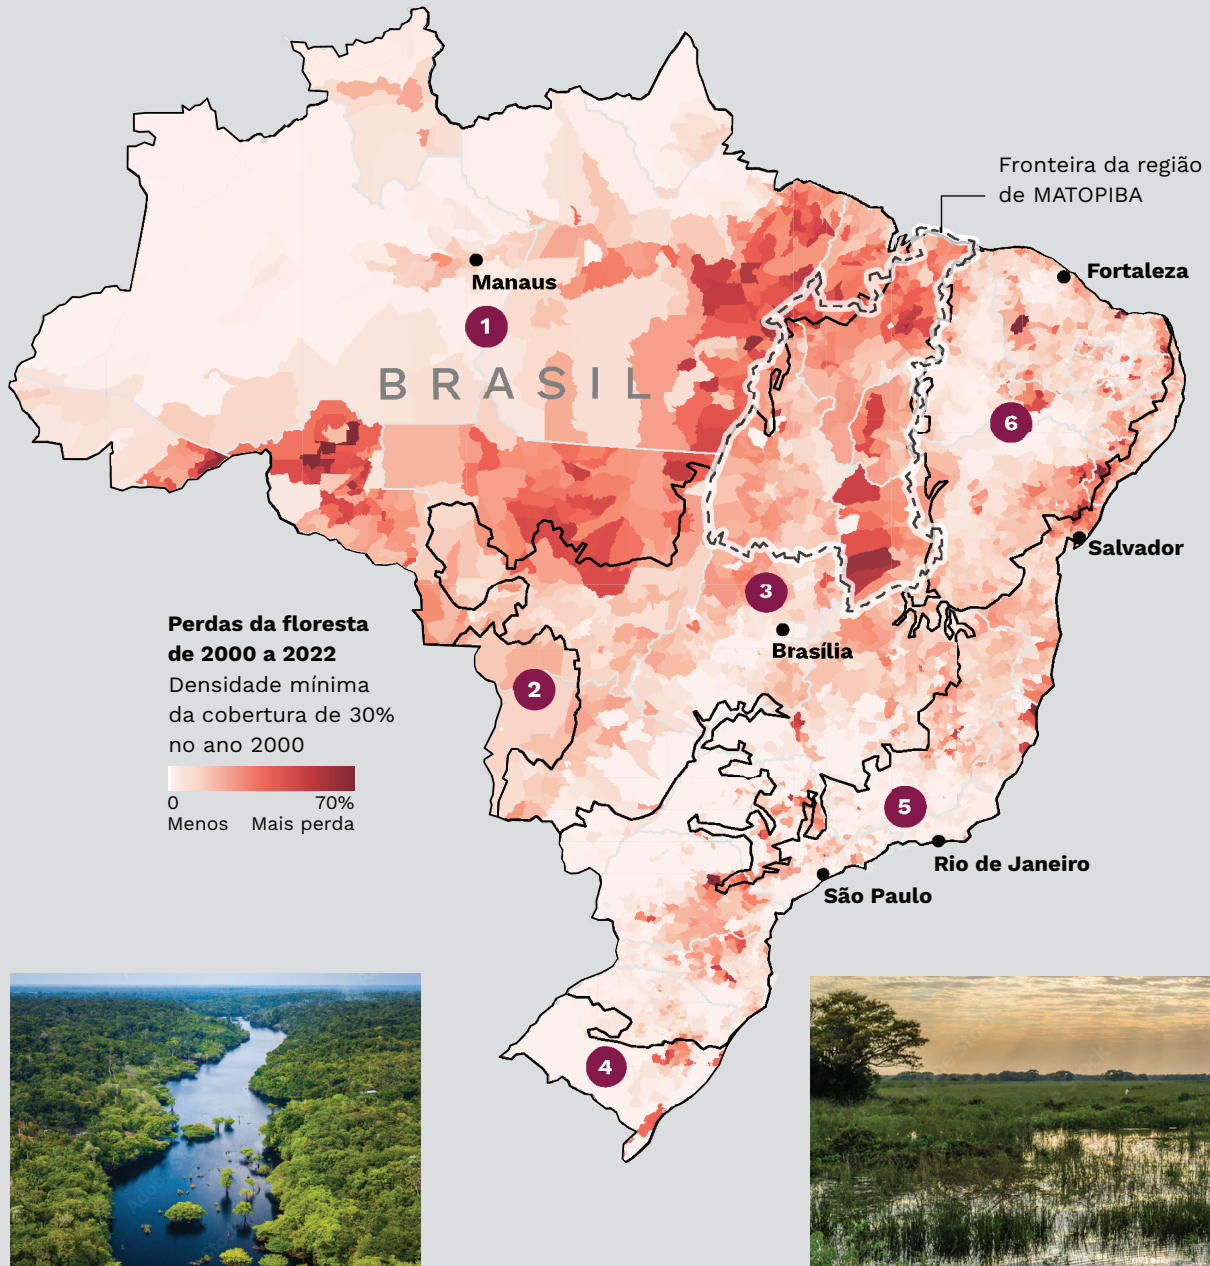 Fronteira da região
de MATOPIBA
Fortaleza
Manaus
1
BRASIL
6
Salvador
3
Brasília
Perdas da floresta
de 2000 a 2022
Densidade mínima
da cobertura de 30%
no ano 2000
0
70%
Menos
Mais perda
2
5
Rio de Janeiro
São Paulo
4